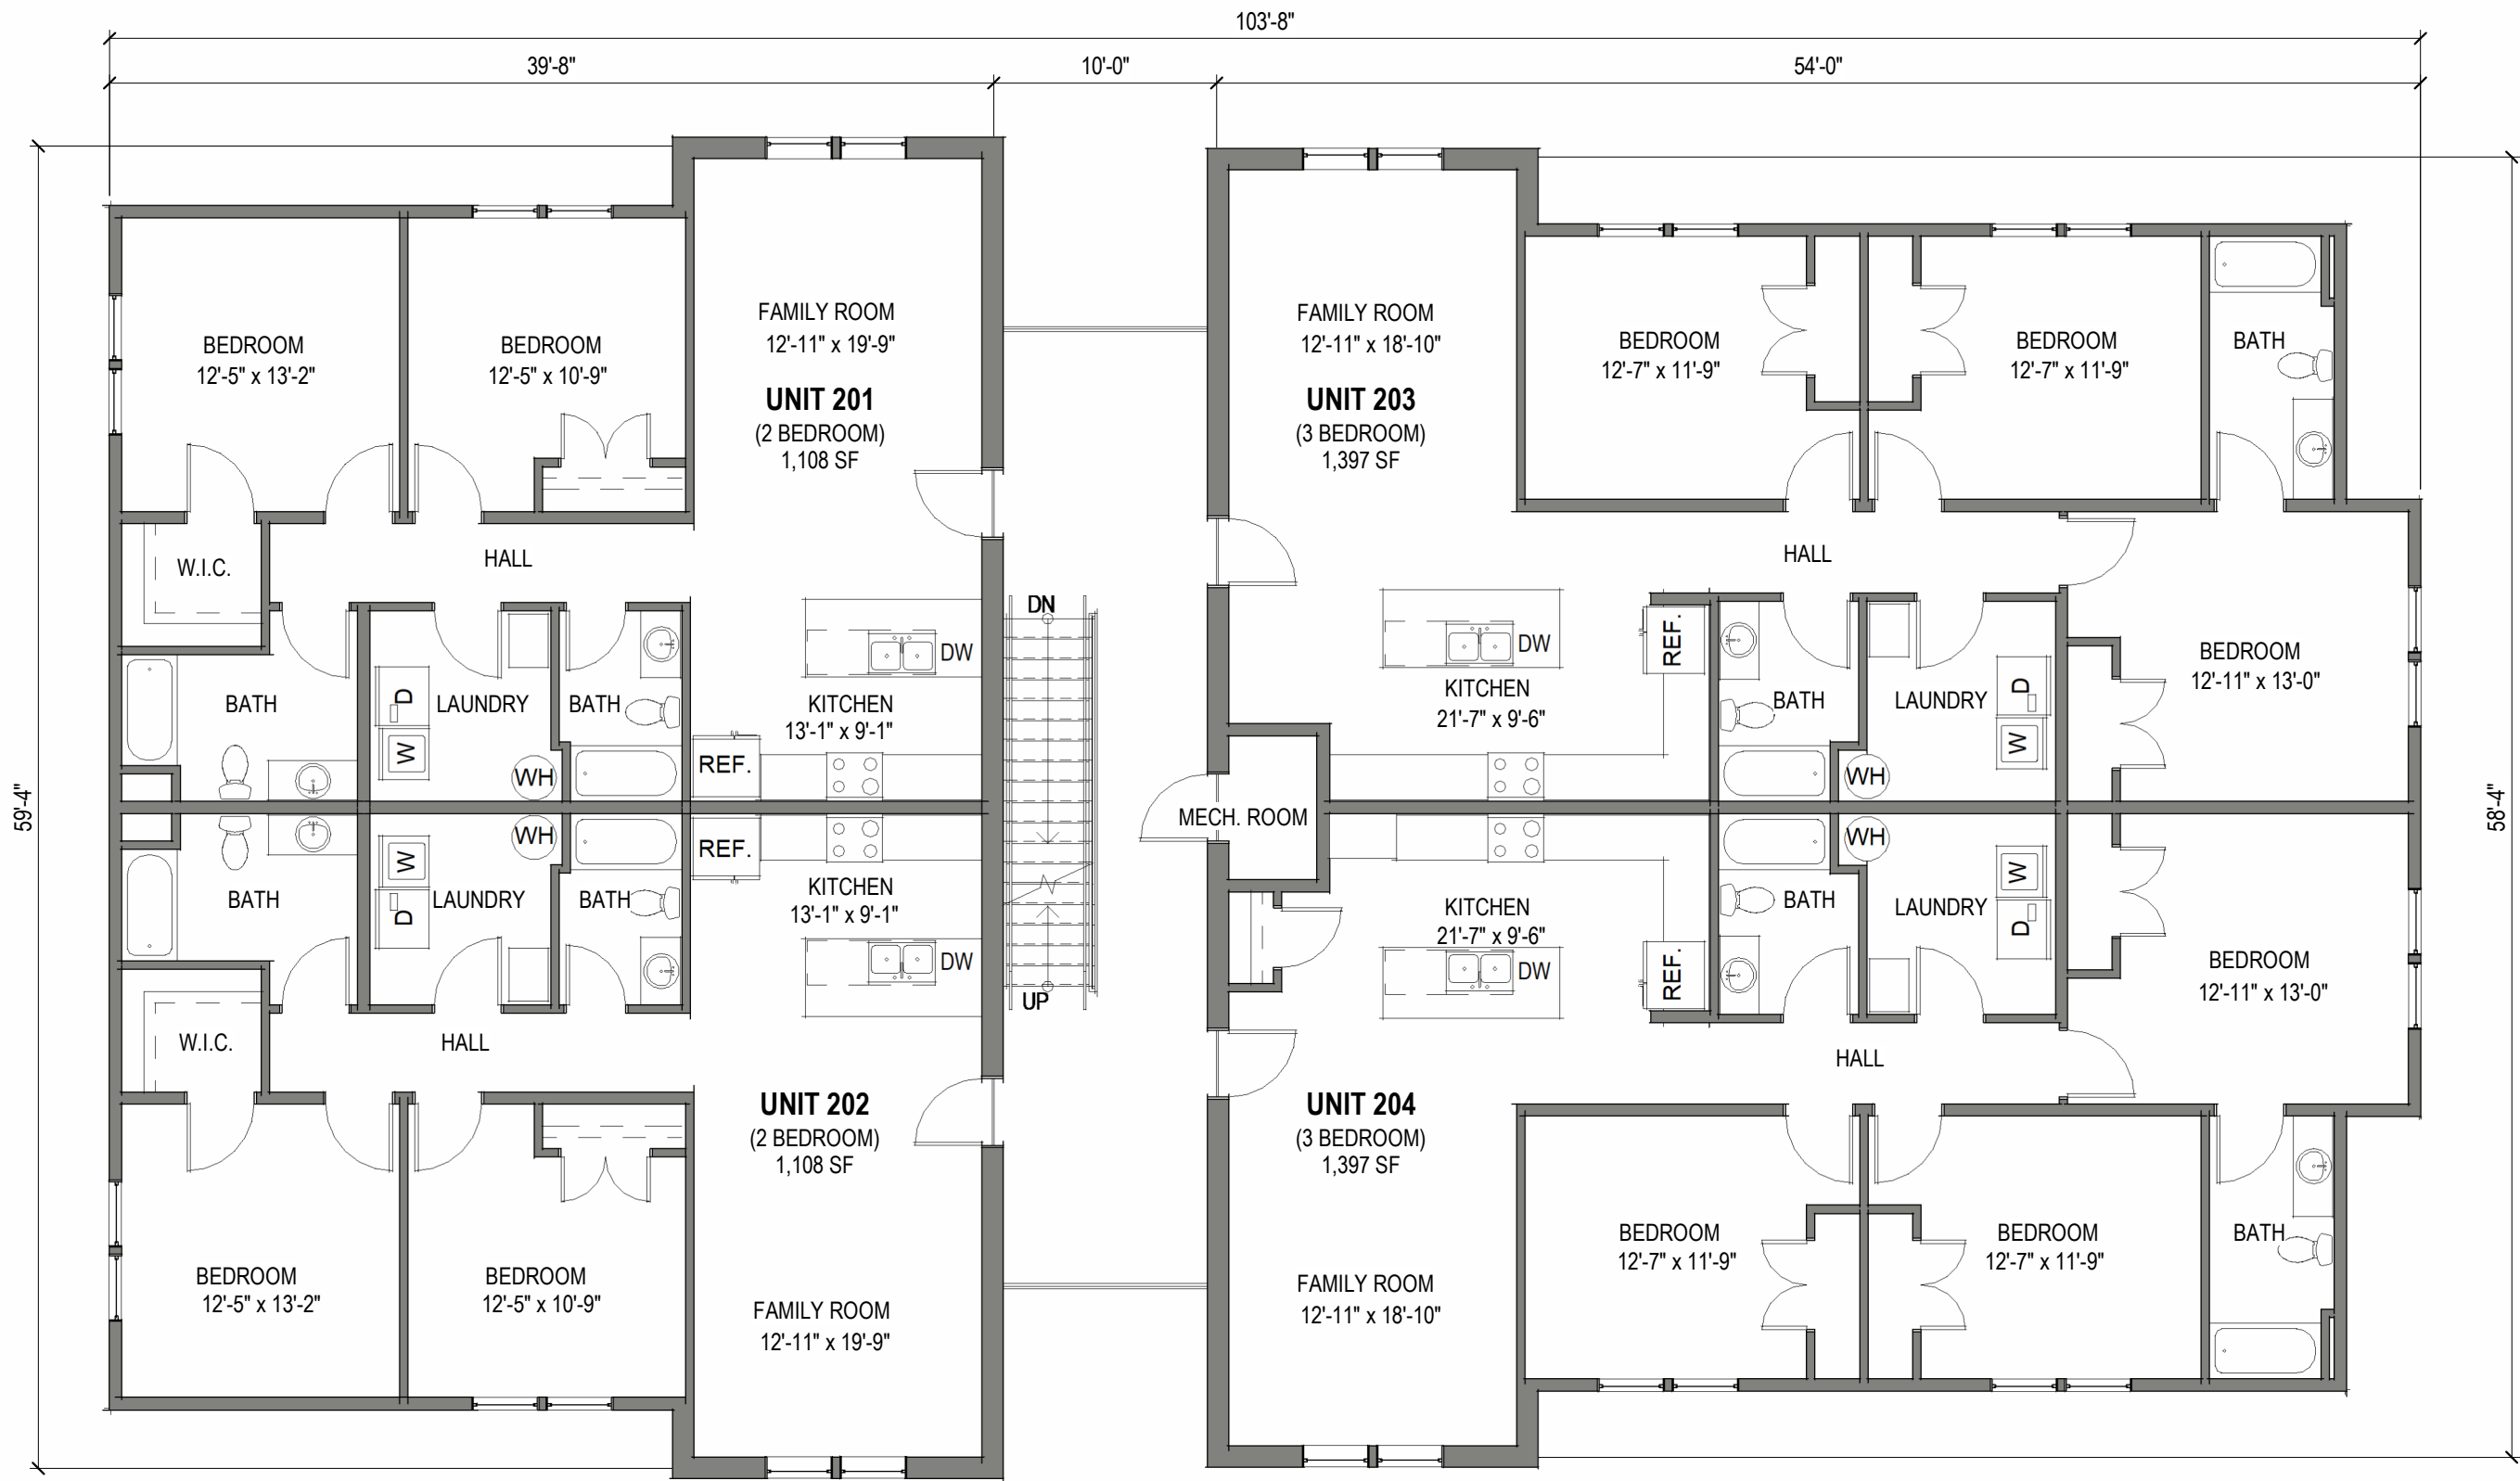 103'-8"
39'-8"
10'-0"
54'-0"
59'-4"
58'-4"
BEDROOM
12'-5" x 13'-2"
BEDROOM
12'-5" x 10'-9"
FAMILY ROOM
12'-11" x 19'-9"
UNIT 201
(2 BEDROOM)
1,108 SF
W.I.C.
HALL
BATH
D
W
LAUNDRY
WH
BATH
REF.
KITCHEN
13'-1" x 9'-1"
DW
DN
UP
FAMILY ROOM
12'-11" x 18'-10"
UNIT 203
(3 BEDROOM)
1,397 SF
BEDROOM
12'-7" x 11'-9"
BEDROOM
12'-7" x 11'-9"
BATH
HALL
DW
KITCHEN
21'-7" x 9'-6"
REF.
BATH
LAUNDRY
D
W
WH
BEDROOM
12'-11" x 13'-0"
MECH. ROOM
BATH
W
D
LAUNDRY
WH
BATH
REF.
KITCHEN
13'-1" x 9'-1"
DW
W.I.C.
HALL
UNIT 202
(2 BEDROOM)
1,108 SF
BEDROOM
12'-5" x 13'-2"
BEDROOM
12'-5" x 10'-9"
FAMILY ROOM
12'-11" x 19'-9"
KITCHEN
21'-7" x 9'-6"
DW
REF.
BATH
WH
LAUNDRY
W
D
BEDROOM
12'-11" x 13'-0"
HALL
UNIT 204
(3 BEDROOM)
1,397 SF
FAMILY ROOM
12'-11" x 18'-10"
BEDROOM
12'-7" x 11'-9"
BEDROOM
12'-7" x 11'-9"
BATH